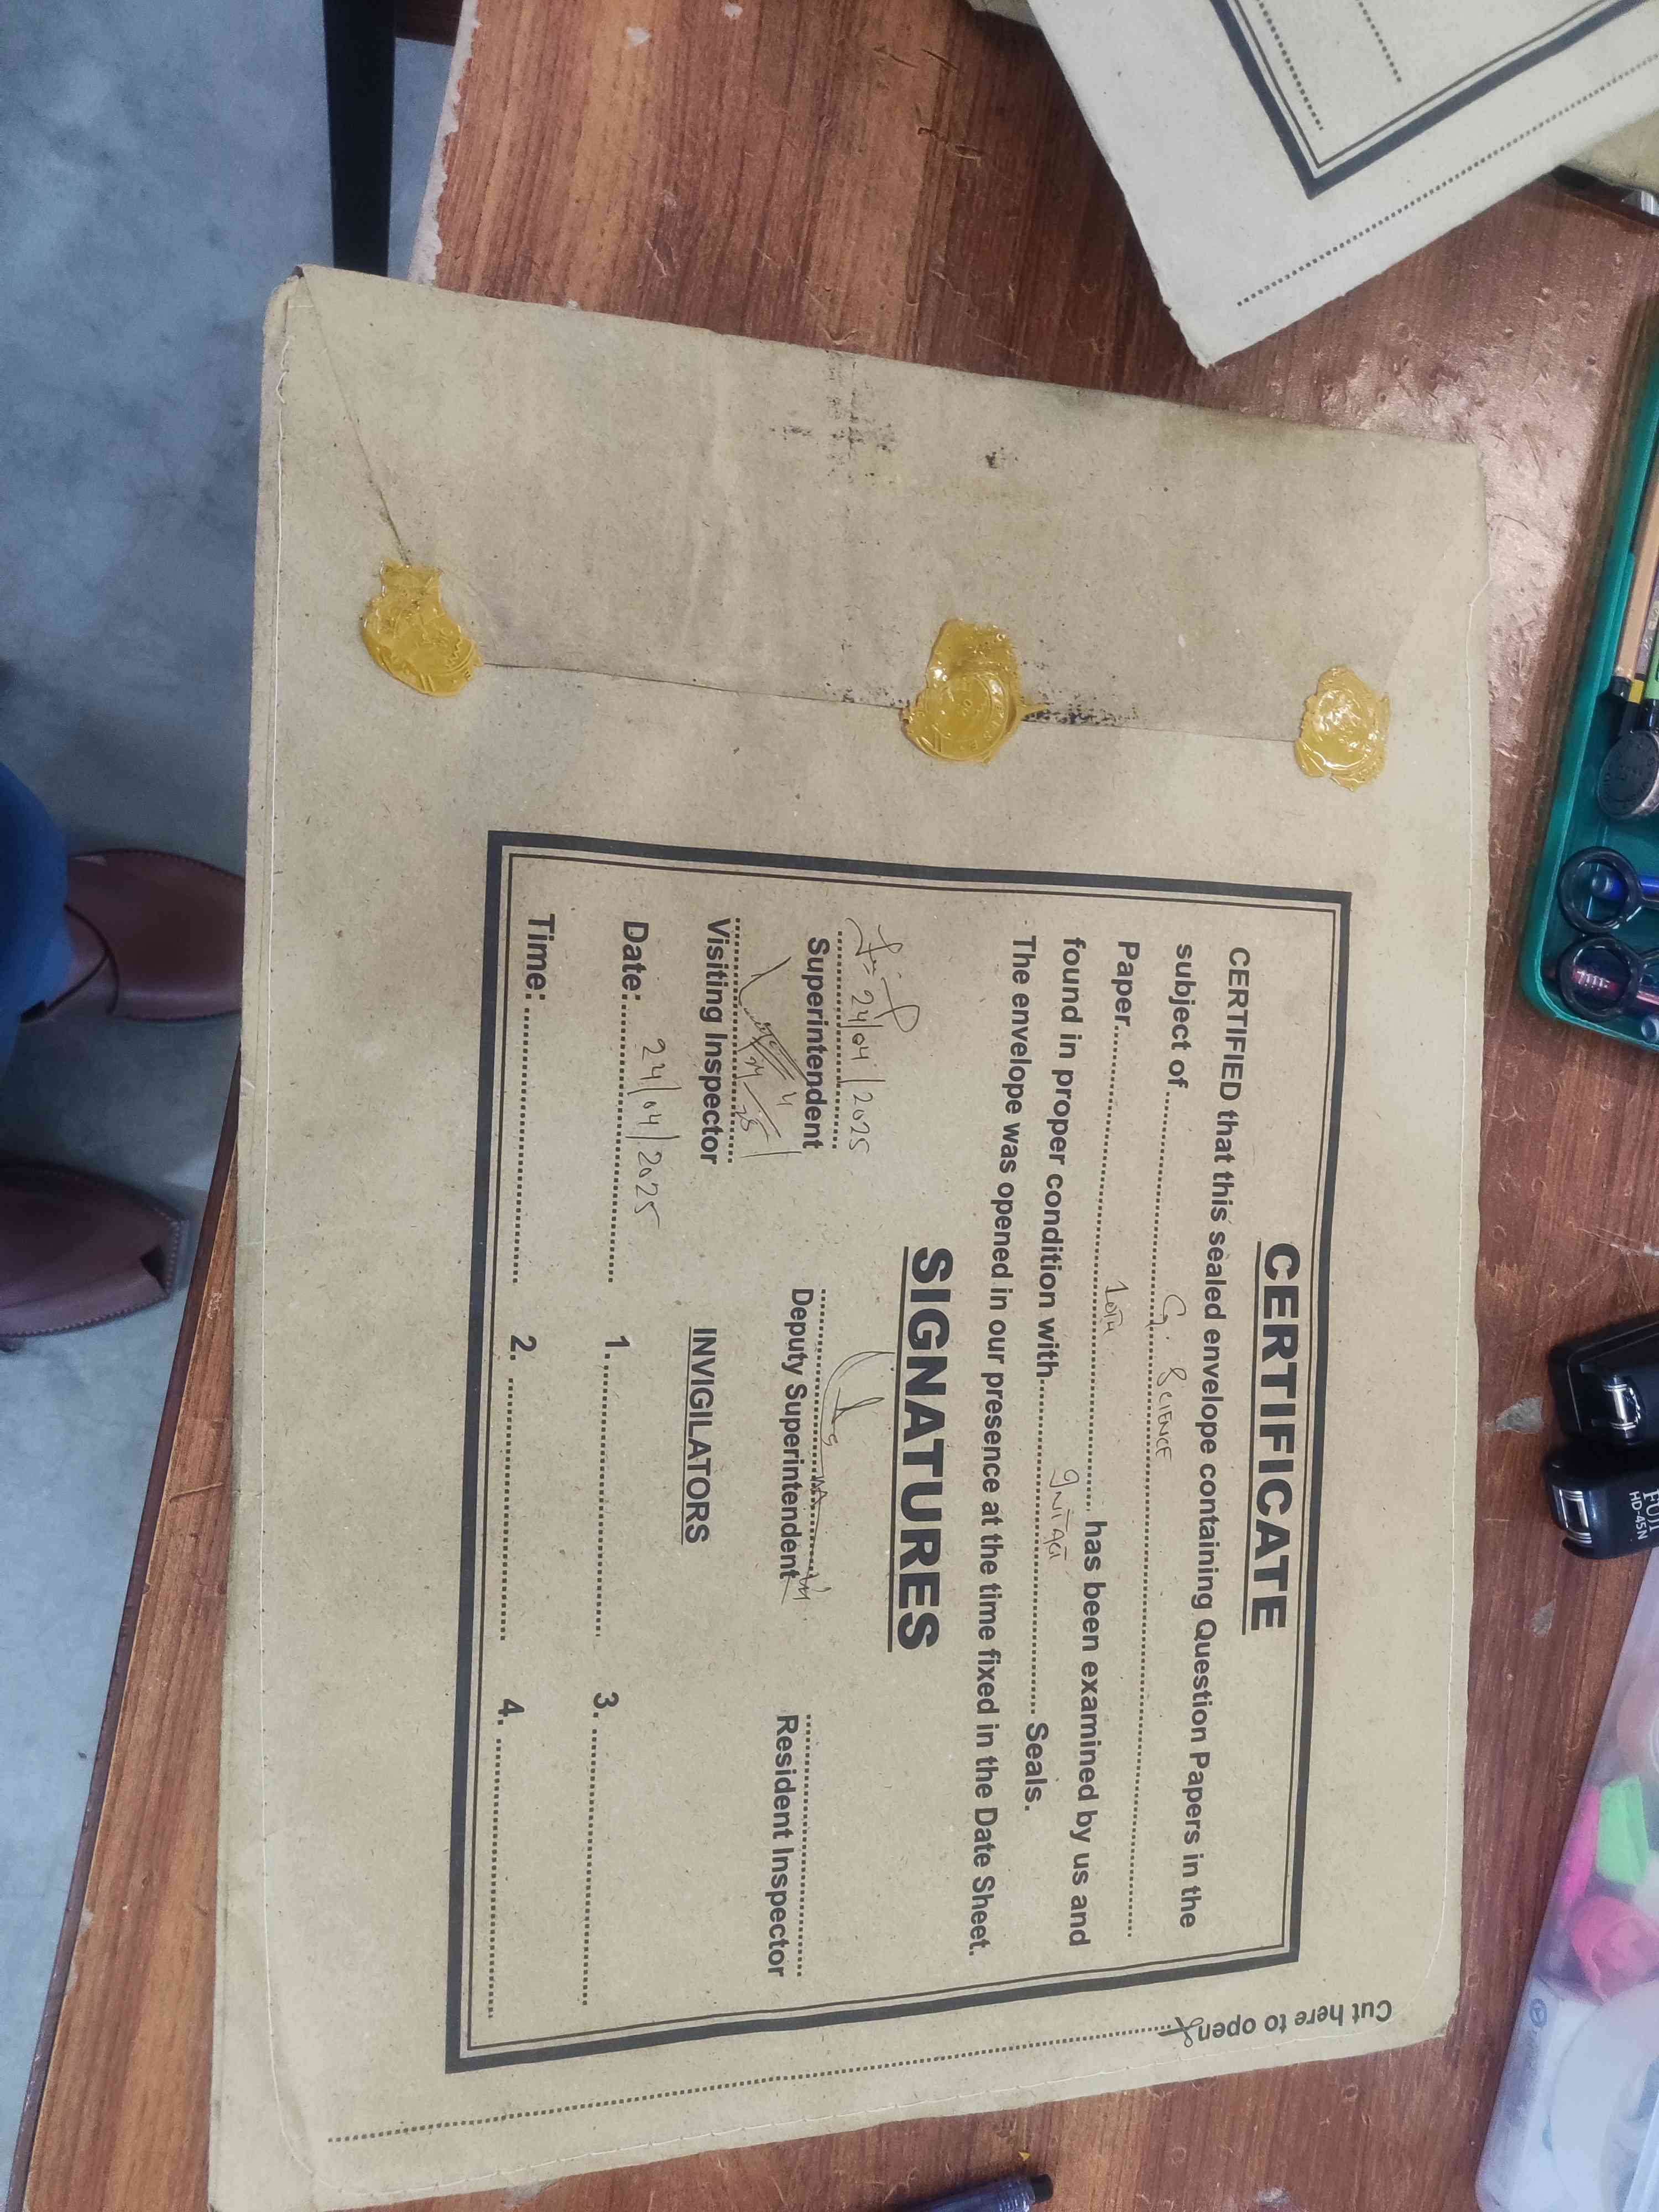 CERTIFICATE
CERTIFIED that this sealed envelope containing Question Papers in the
subject of.............. G. SCIENCE ..............
Paper.............. 10TH .............. has been examined by us and
found in proper condition with.............. INTACT .............. Seals.
The envelope was opened in our presence at the time fixed in the Date Sheet.
SIGNATURES
24/04/2025
Superintendent
Deputy Superintendent
Resident Inspector
Visiting Inspector
INVIGILATORS
Date:.............. 24/04/2025
1. ..............
3. ..............
Time: ..............
2. ..............
4. ..............
Cut here to open
FUJI
HD-45N